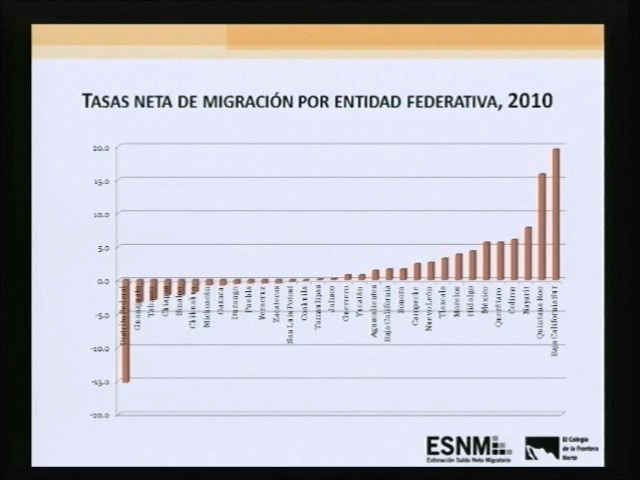 TASAS NETA DE MIGRACIÓN POR ENTIDAD FEDERATIVA, 2010
20.0
15.0
10.0
5.0
0.0
-5.0
-10.0
-15.0
-20.0
Distrito Federal
Guanajuato
Chiapas
Sinaloa
Chihuahua
Michoacán
Oaxaca
Durango
Puebla
Veracruz
Zacatecas
San Luis Potosí
Coahuila
Tamaulipas
Jalisco
Guerrero
Yucatán
Aguascalientes
Baja California
Sonora
Campeche
Nuevo León
Tlaxcala
Morelos
Hidalgo
México
Querétaro
Colima
Nayarit
Quintana Roo
Baja California Sur
ESNM
Estimación Saldo Neto Migratorio
El Colegio
de la Frontera
Norte